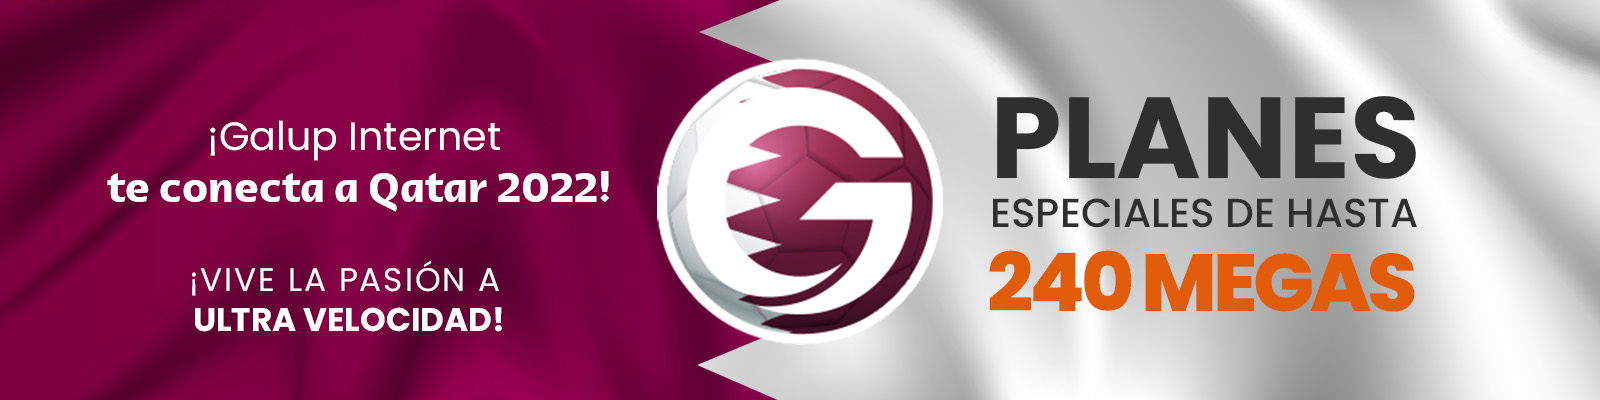 ¡Galup Internet
te conecta a Qatar 2022!
¡VIVE LA PASIÓN A
ULTRA VELOCIDAD!
G
PLANES
ESPECIALES DE HASTA
240 MEGAS